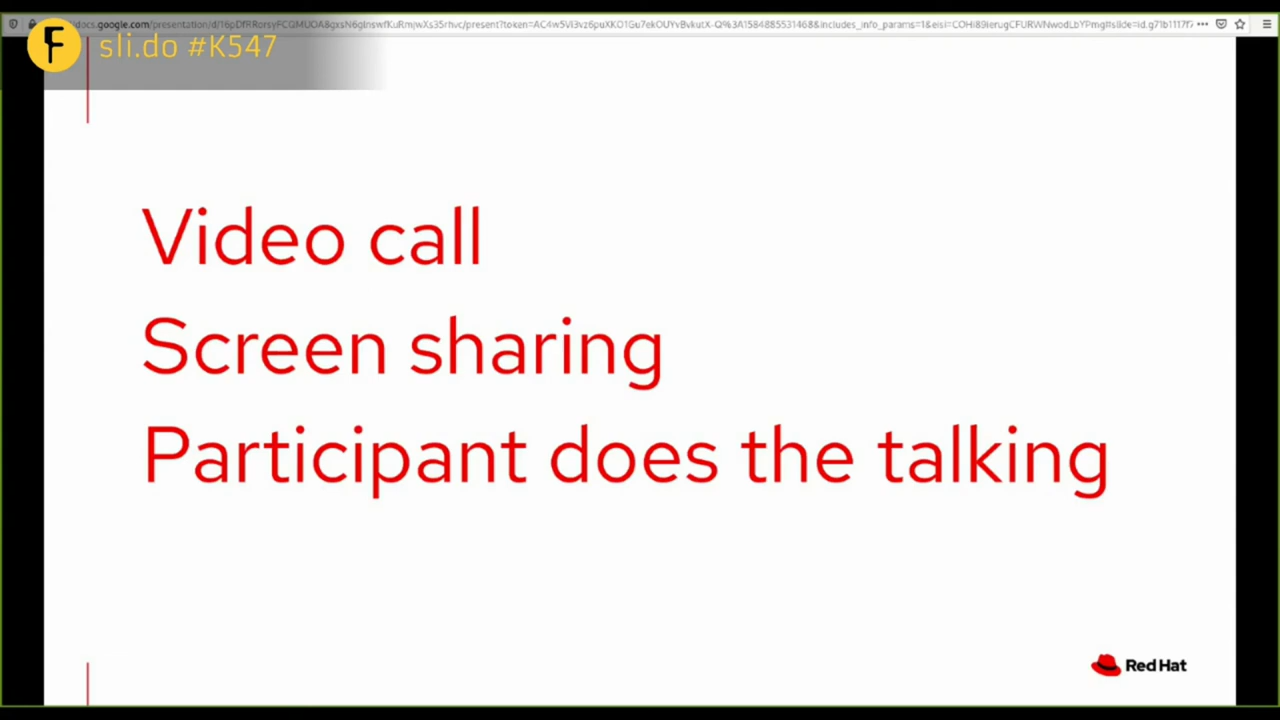 sli.do #K547
Video call
Screen sharing
Participant does the talking
Red Hat